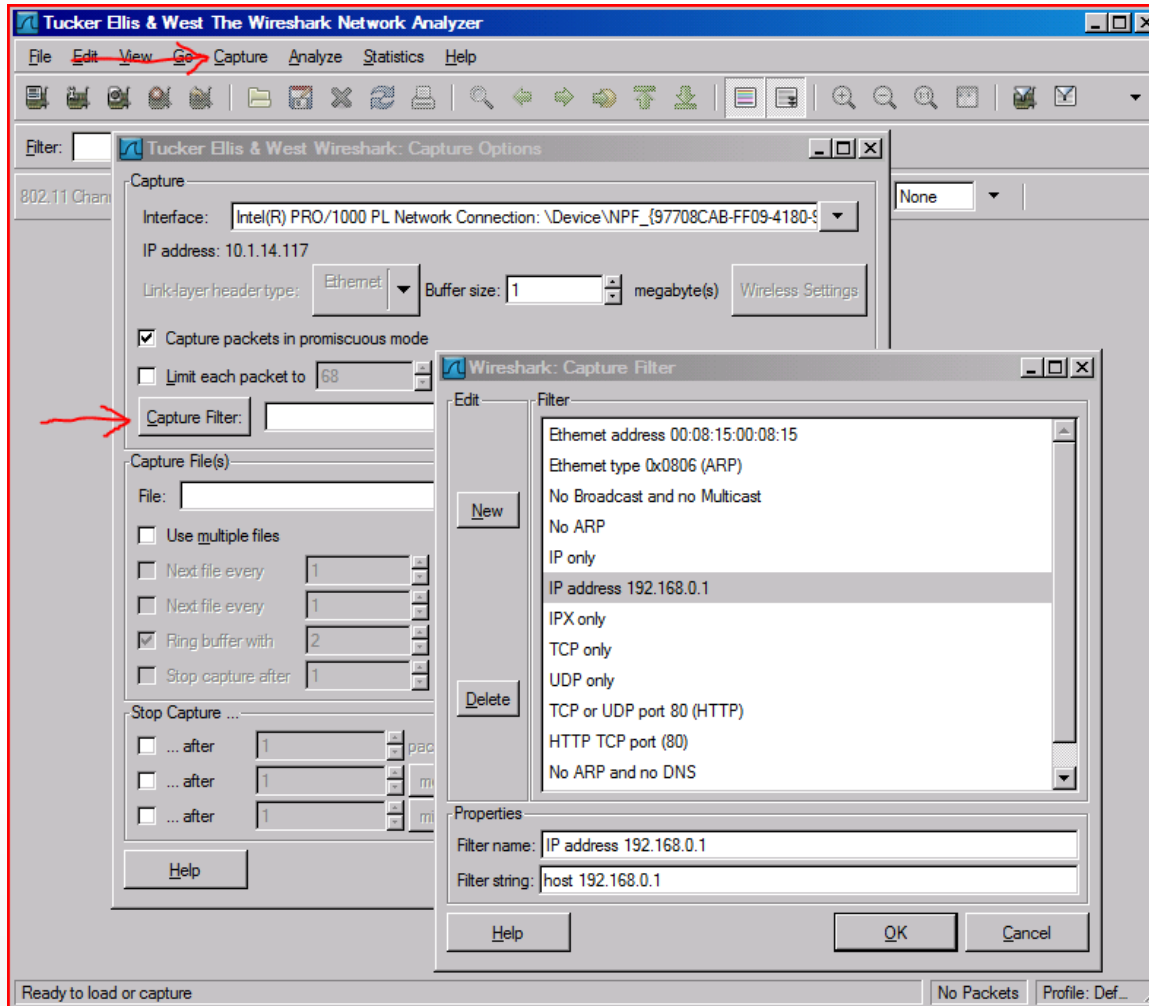 Tucker Ellis & West The Wireshark Network Analyzer
File Edit View Go Capture Analyze Statistics Help
Filter:
802.11 Chan
None
Tucker Ellis & West Wireshark: Capture Options
Capture
Interface: Intel(R) PRO/1000 PL Network Connection: \Device\NPF_{97708CAB-FF09-4180-9
IP address: 10.1.14.117
Link-layer header type: Ethernet Buffer size: 1 megabyte(s) Wireless Settings
Capture packets in promiscuous mode
Limit each packet to 68
Capture Filter:
Capture File(s)
File:
Use multiple files
Next file every 1
Next file every 1
Ring buffer with 2
Stop capture after 1
Stop Capture ...
... after 1 pac
... after 1 m
... after 1 mi
Help
Wireshark: Capture Filter
Edit
New
Delete
Filter
Ethernet address 00:08:15:00:08:15
Ethernet type 0x0806 (ARP)
No Broadcast and no Multicast
No ARP
IP only
IP address 192.168.0.1
IPX only
TCP only
UDP only
TCP or UDP port 80 (HTTP)
HTTP TCP port (80)
No ARP and no DNS
Properties
Filter name: IP address 192.168.0.1
Filter string: host 192.168.0.1
Help OK Cancel
Ready to load or capture No Packets Profile: Def...